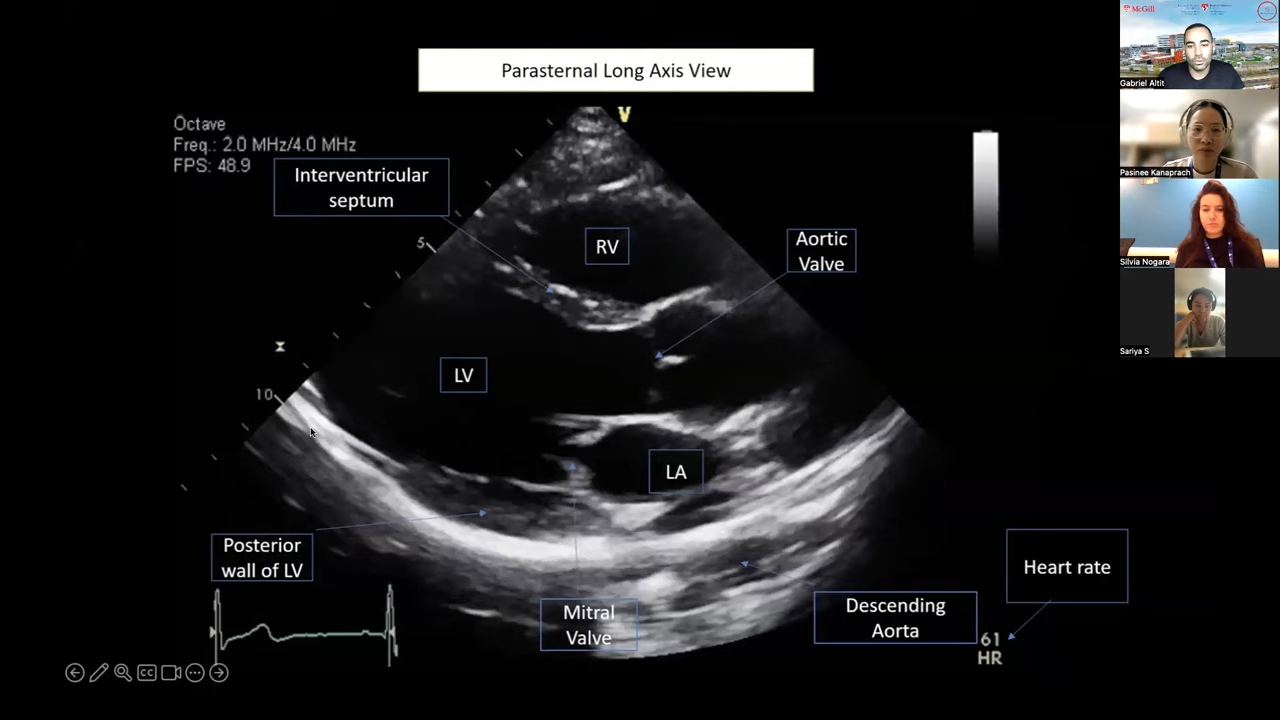 Parasternal Long Axis View
Octave
Freq.: 2.0 MHz/4.0 MHz
FPS: 48.9
V
Interventricular
septum
5
RV
Aortic
Valve
10
LV
LA
Posterior
wall of LV
Mitral
Valve
Descending
Aorta
Heart rate
61
HR
CC
McGill
Gabriel Altit
Pasinee Kanaprach
Silvia Nogara
Sariya S